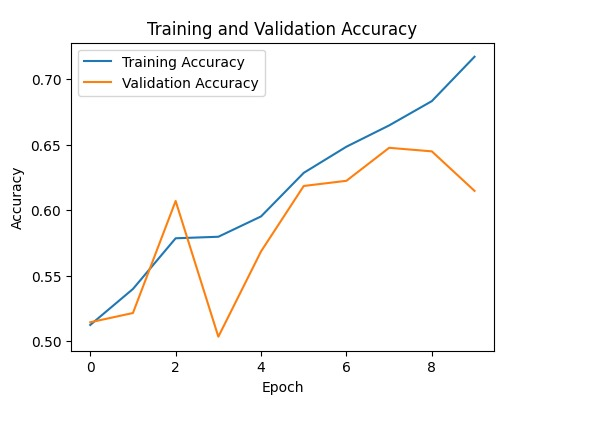 Training and Validation Accuracy
Training Accuracy
Validation Accuracy
0.70
0.65
0.60
0.55
0.50
Accuracy
0 2 4 6 8
Epoch